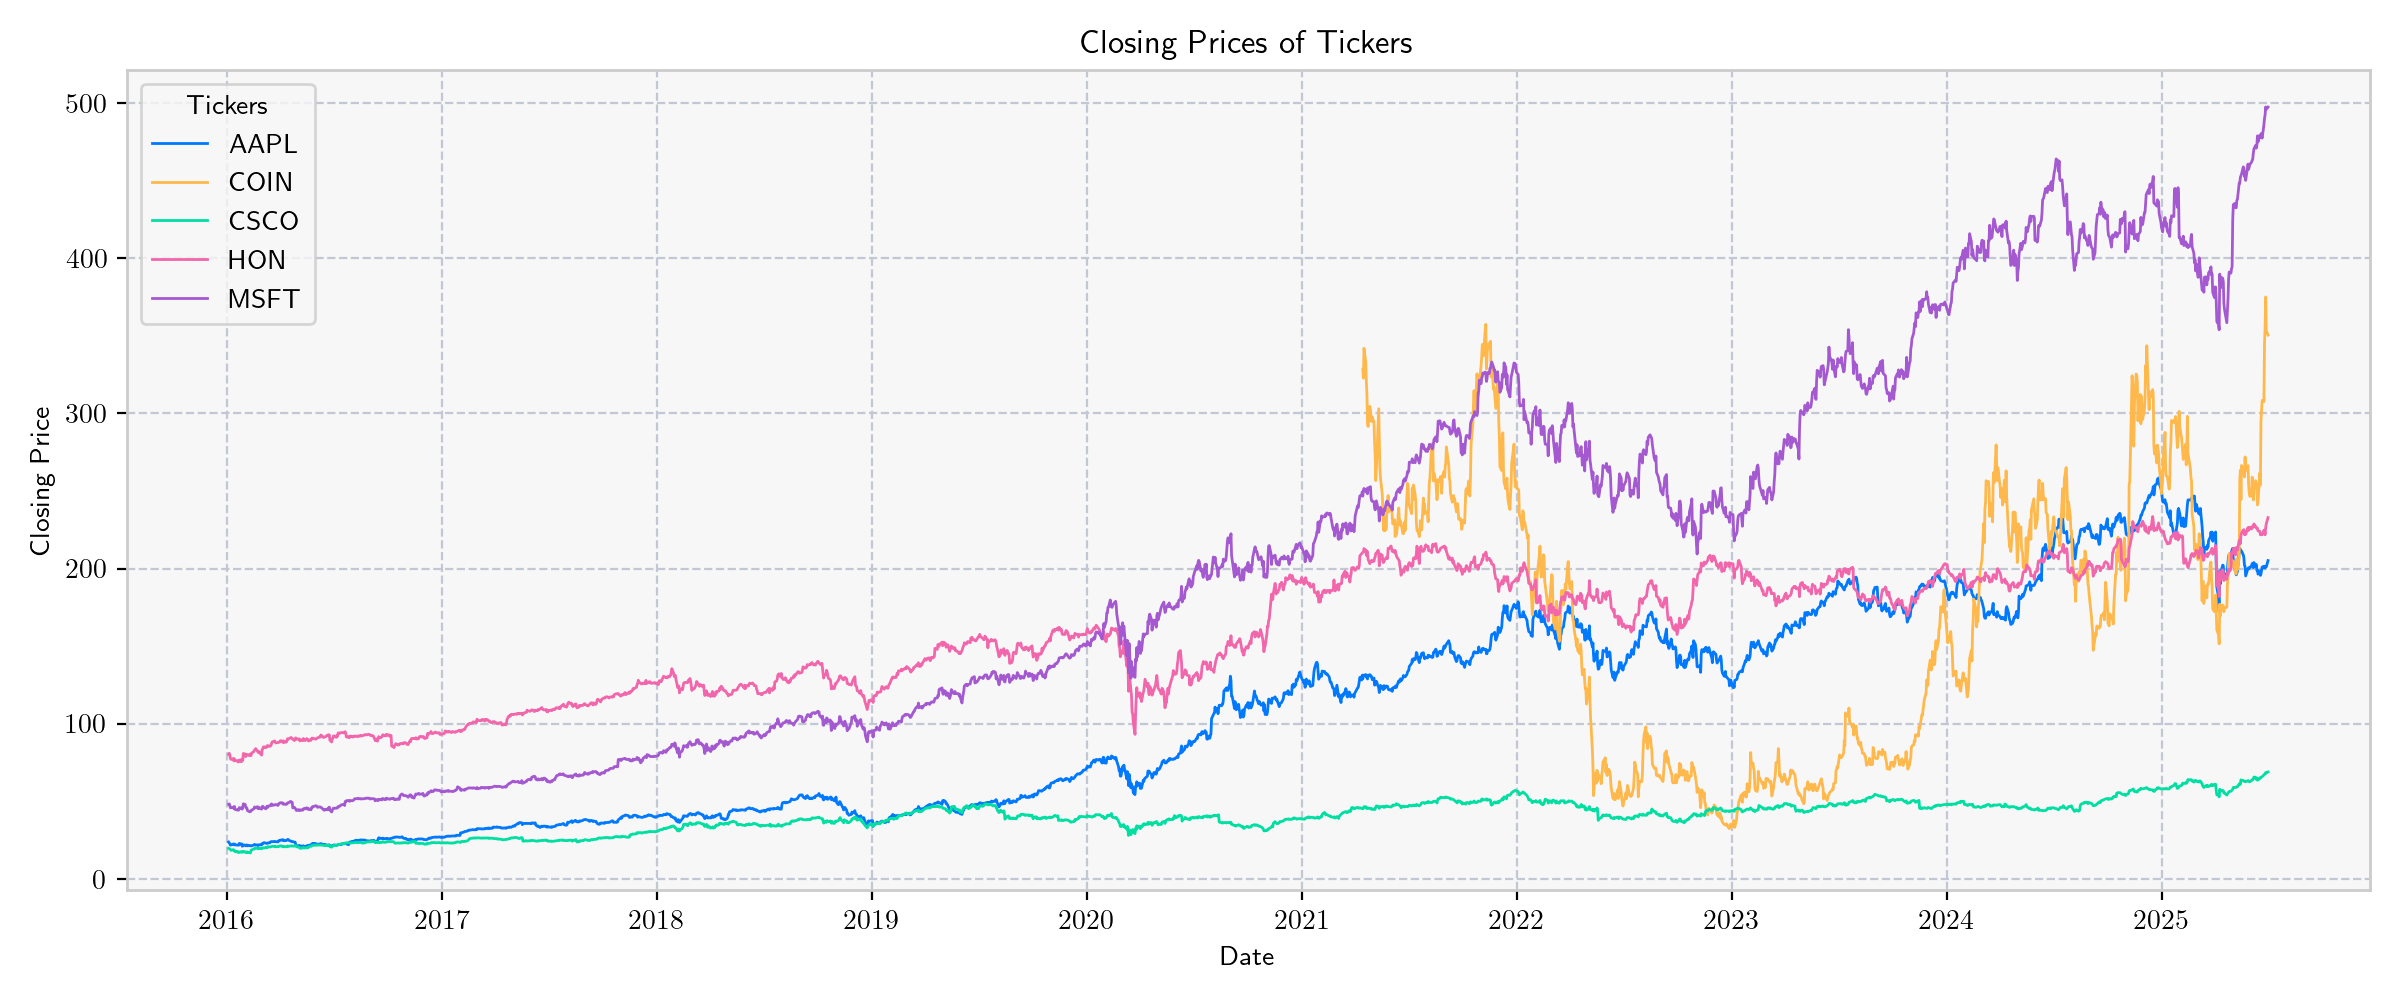 Closing Prices of Tickers
Tickers
AAPL
COIN
CSCO
HON
MSFT
Closing Price
500
400
300
200
100
0
2016 2017 2018 2019 2020 2021 2022 2023 2024 2025
Date